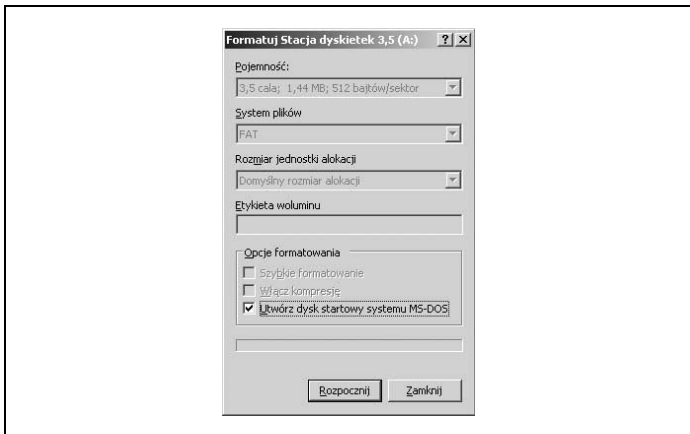 Formatuj Stacja dyskietek 3,5 (A:)
Pojemność:
3,5 cala; 1,44 MB; 512 bajtów/sektor
System plików
FAT
Rozmiar jednostki alokacji
Domyślny rozmiar alokacji
Etykieta woluminu
Opcje formatowania
Szybkie formatowanie
Włącz kompresję
Utwórz dysk startowy systemu MS-DOS
Rozpocznij Zamknij